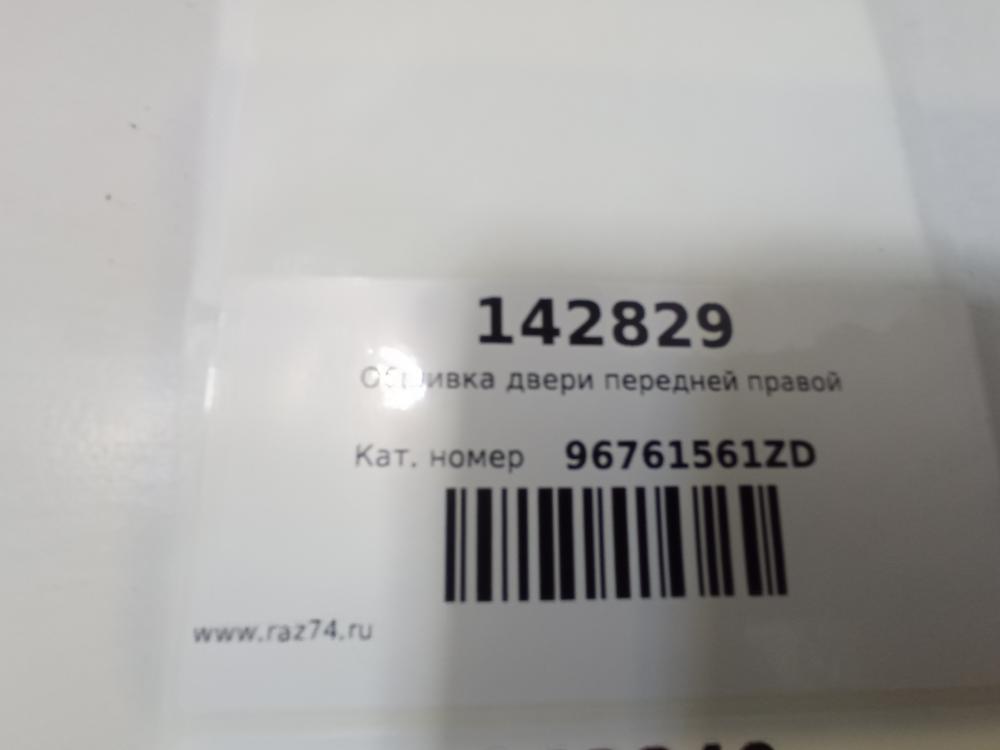 142829
Обшивка двери передней правой
Кат. номер 96761561ZD
www.raz74.ru